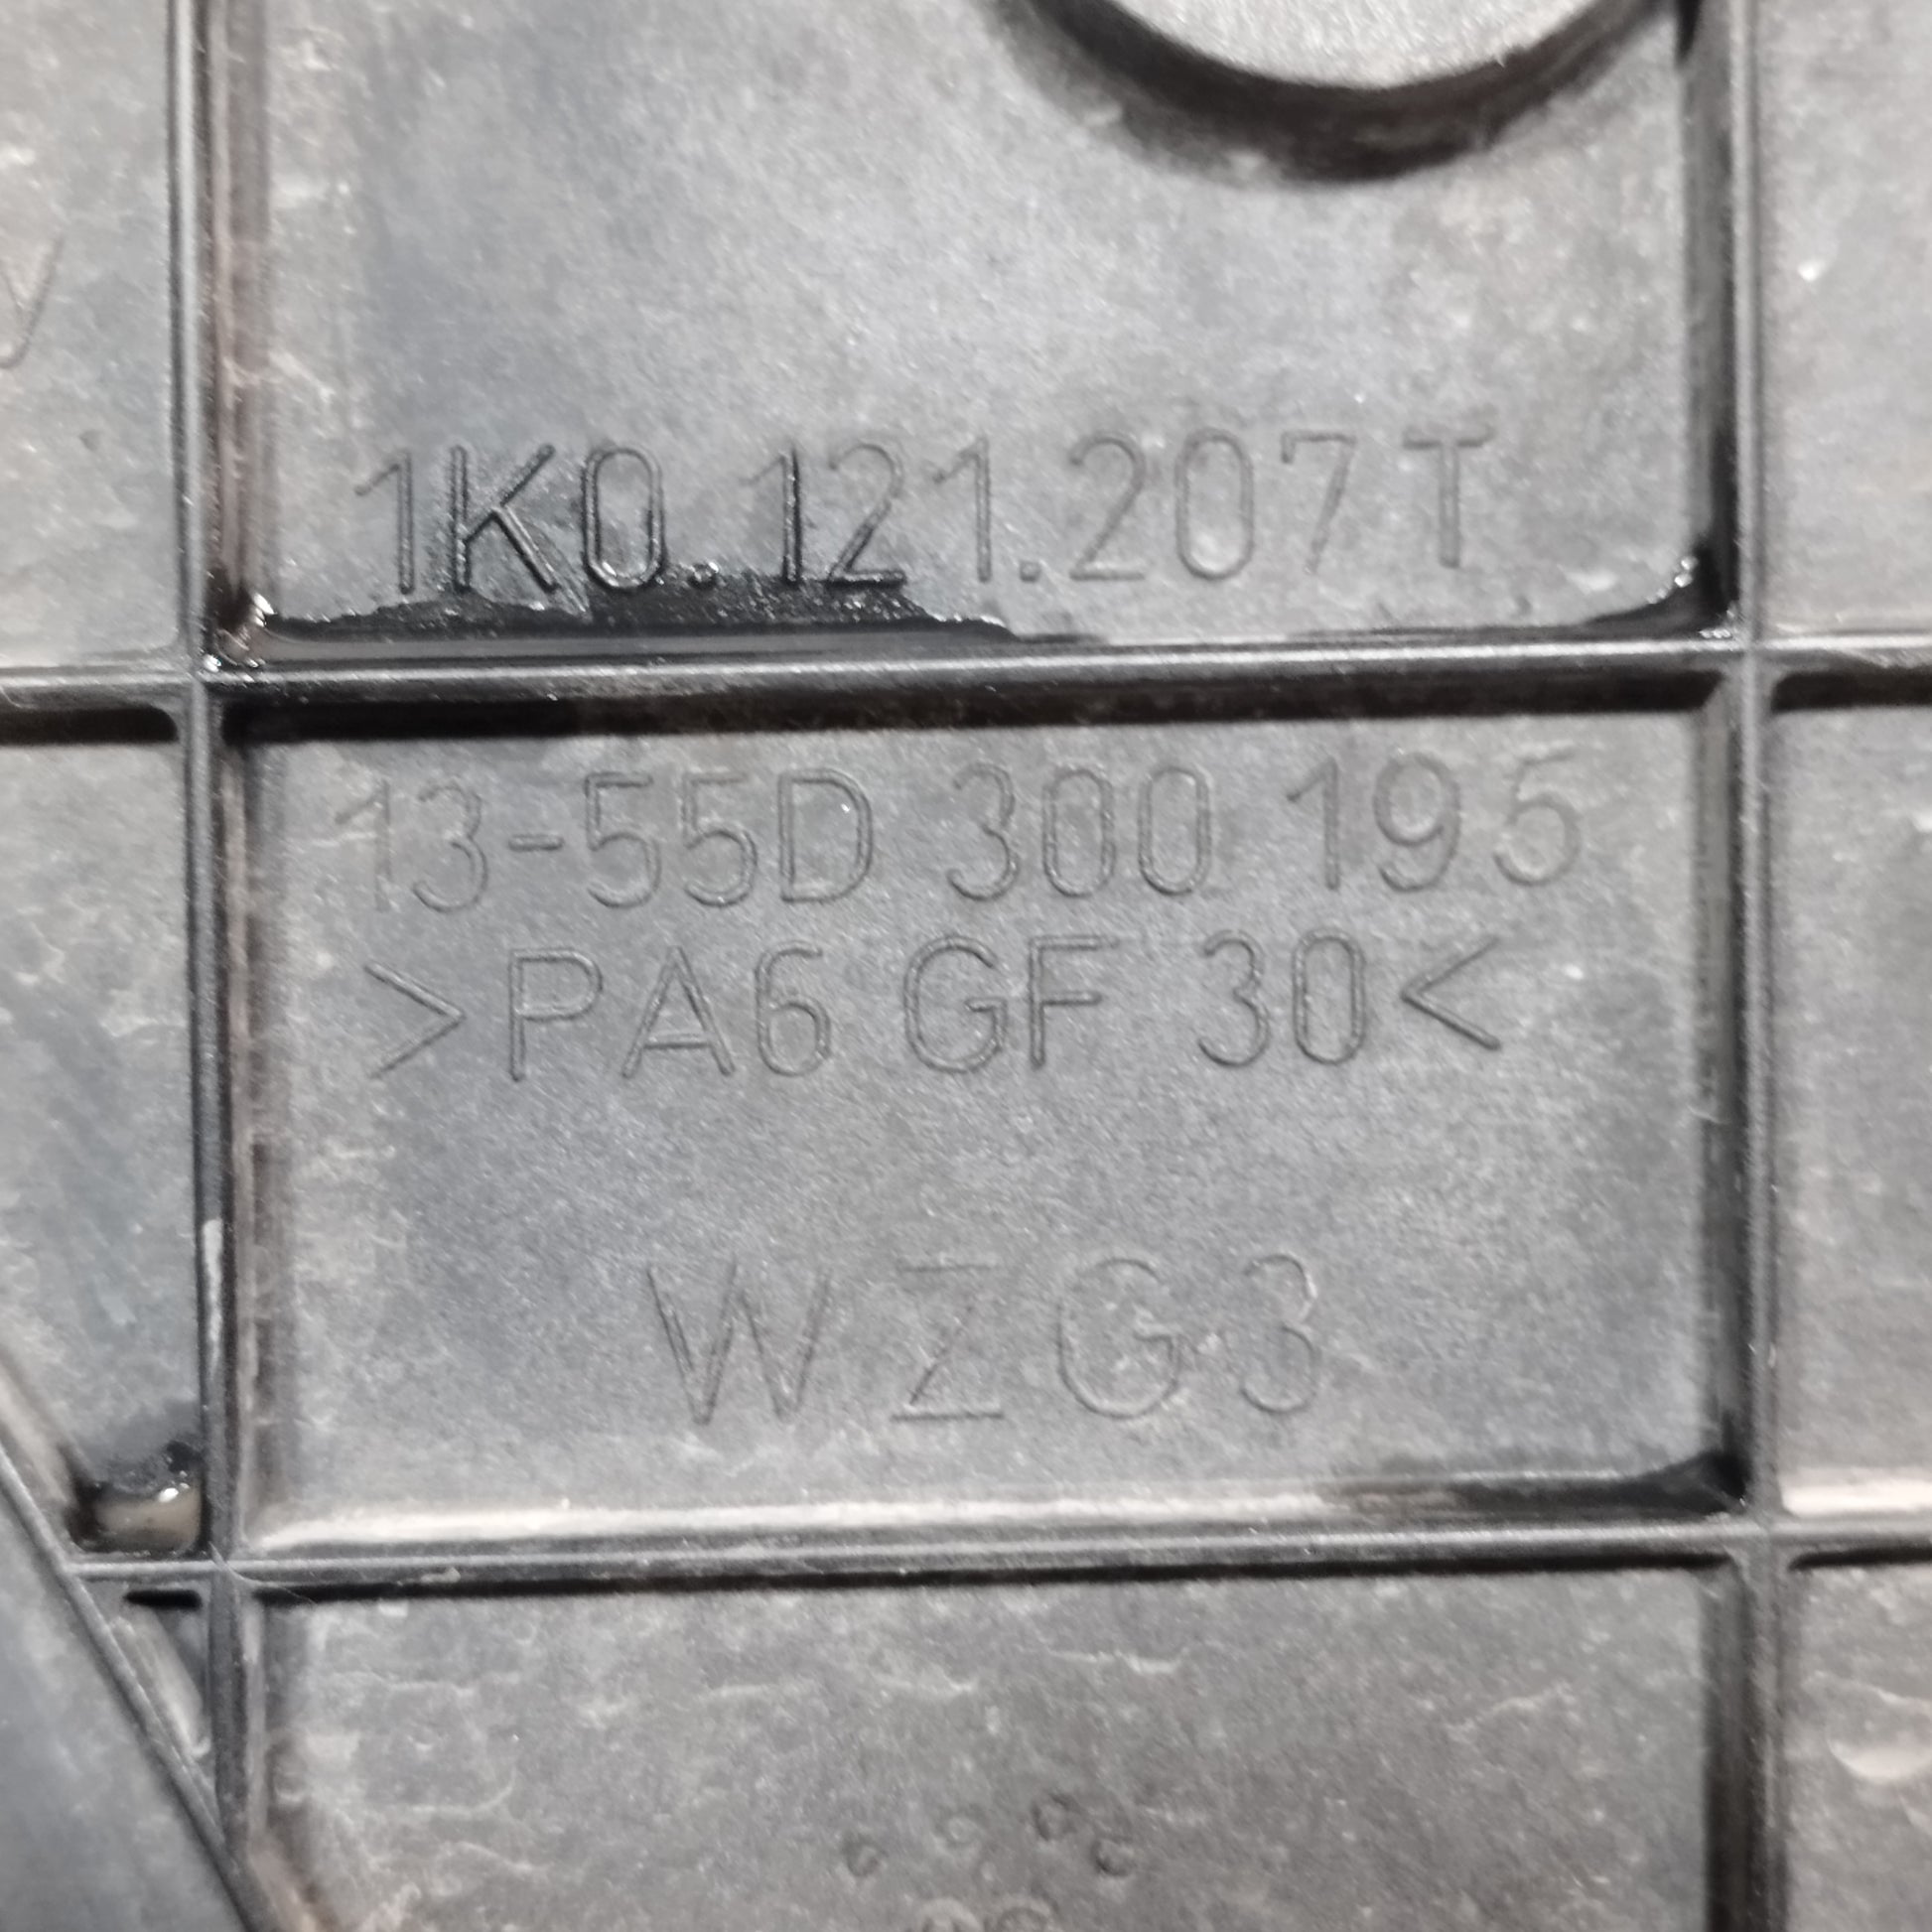 1K0.121.207 T
13-55D 300 195
>PA6 GF 30<
WZG3